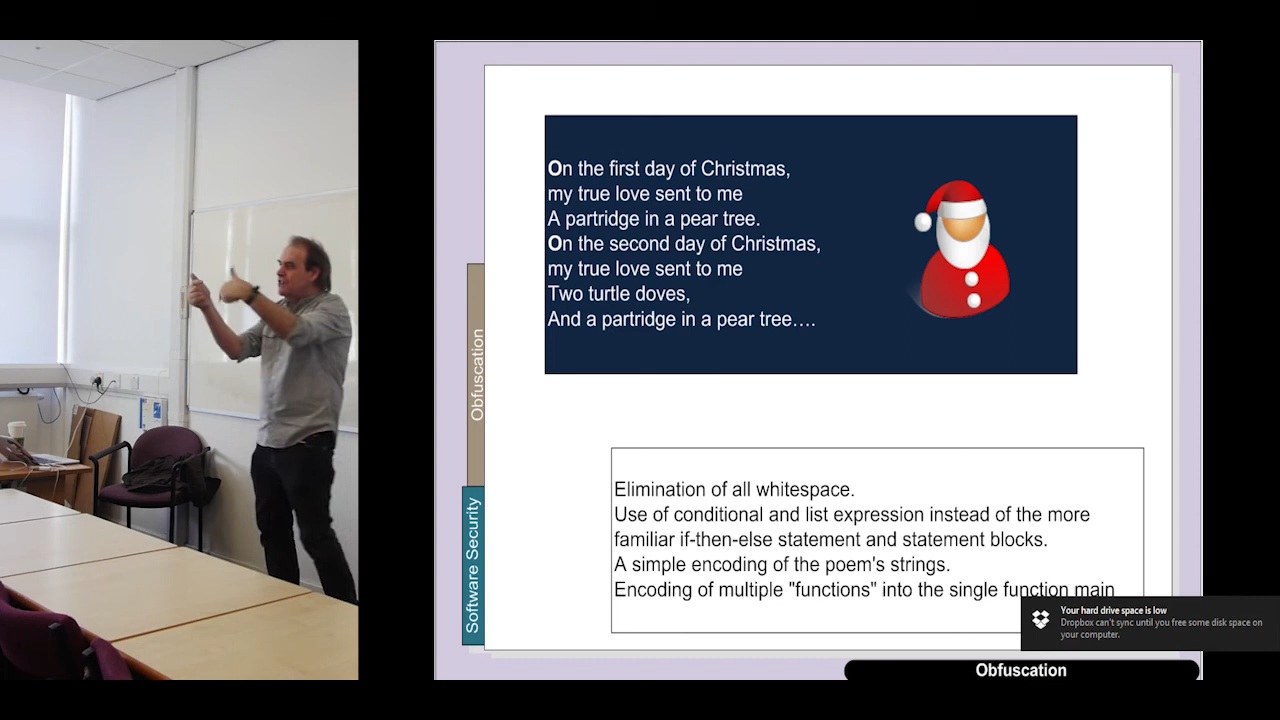 On the first day of Christmas,
my true love sent to me
A partridge in a pear tree.
On the second day of Christmas,
my true love sent to me
Two turtle doves,
And a partridge in a pear tree….
Obfuscation
Software Security
Elimination of all whitespace.
Use of conditional and list expression instead of the more
familiar if-then-else statement and statement blocks.
A simple encoding of the poem's strings.
Encoding of multiple "functions" into the single function main
Your hard drive space is low
Dropbox can't sync until you free some disk space on
your computer.
Obfuscation